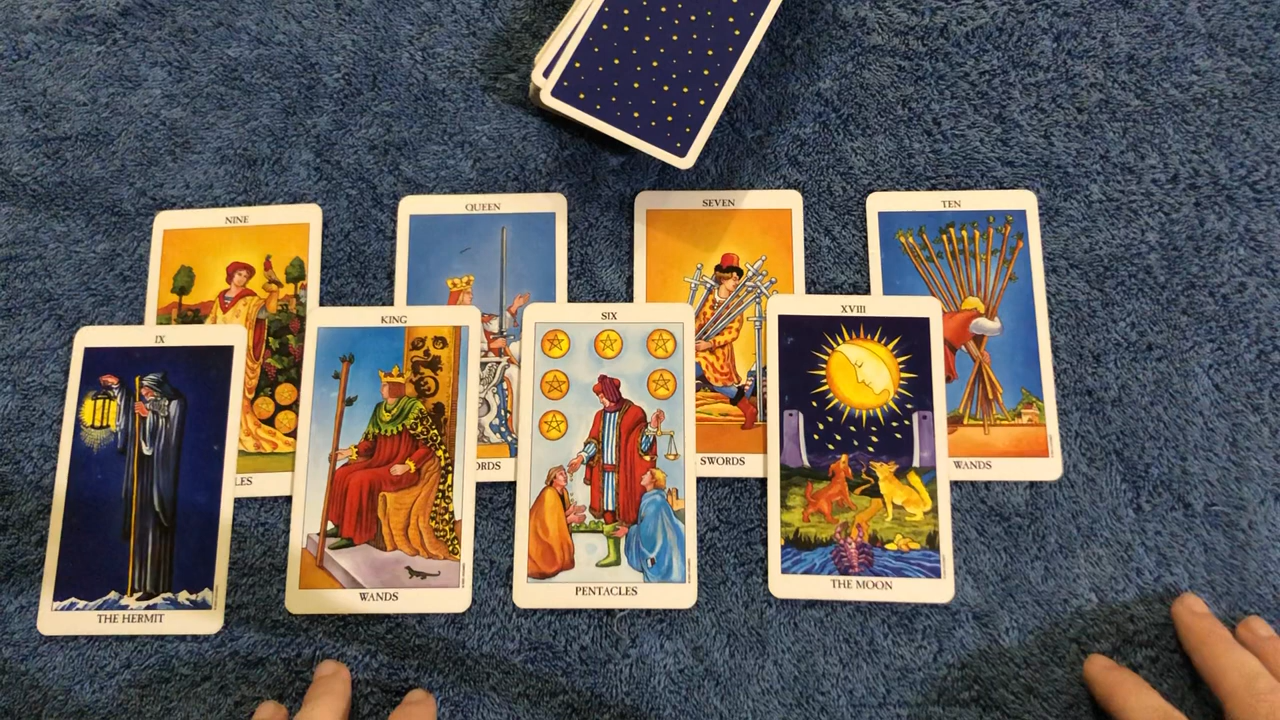 NINE
QUEEN
SEVEN
TEN
LES
ORDS
SWORDS
WANDS
IX
THE HERMIT
KING
WANDS
SIX
PENTACLES
XVIII
THE MOON